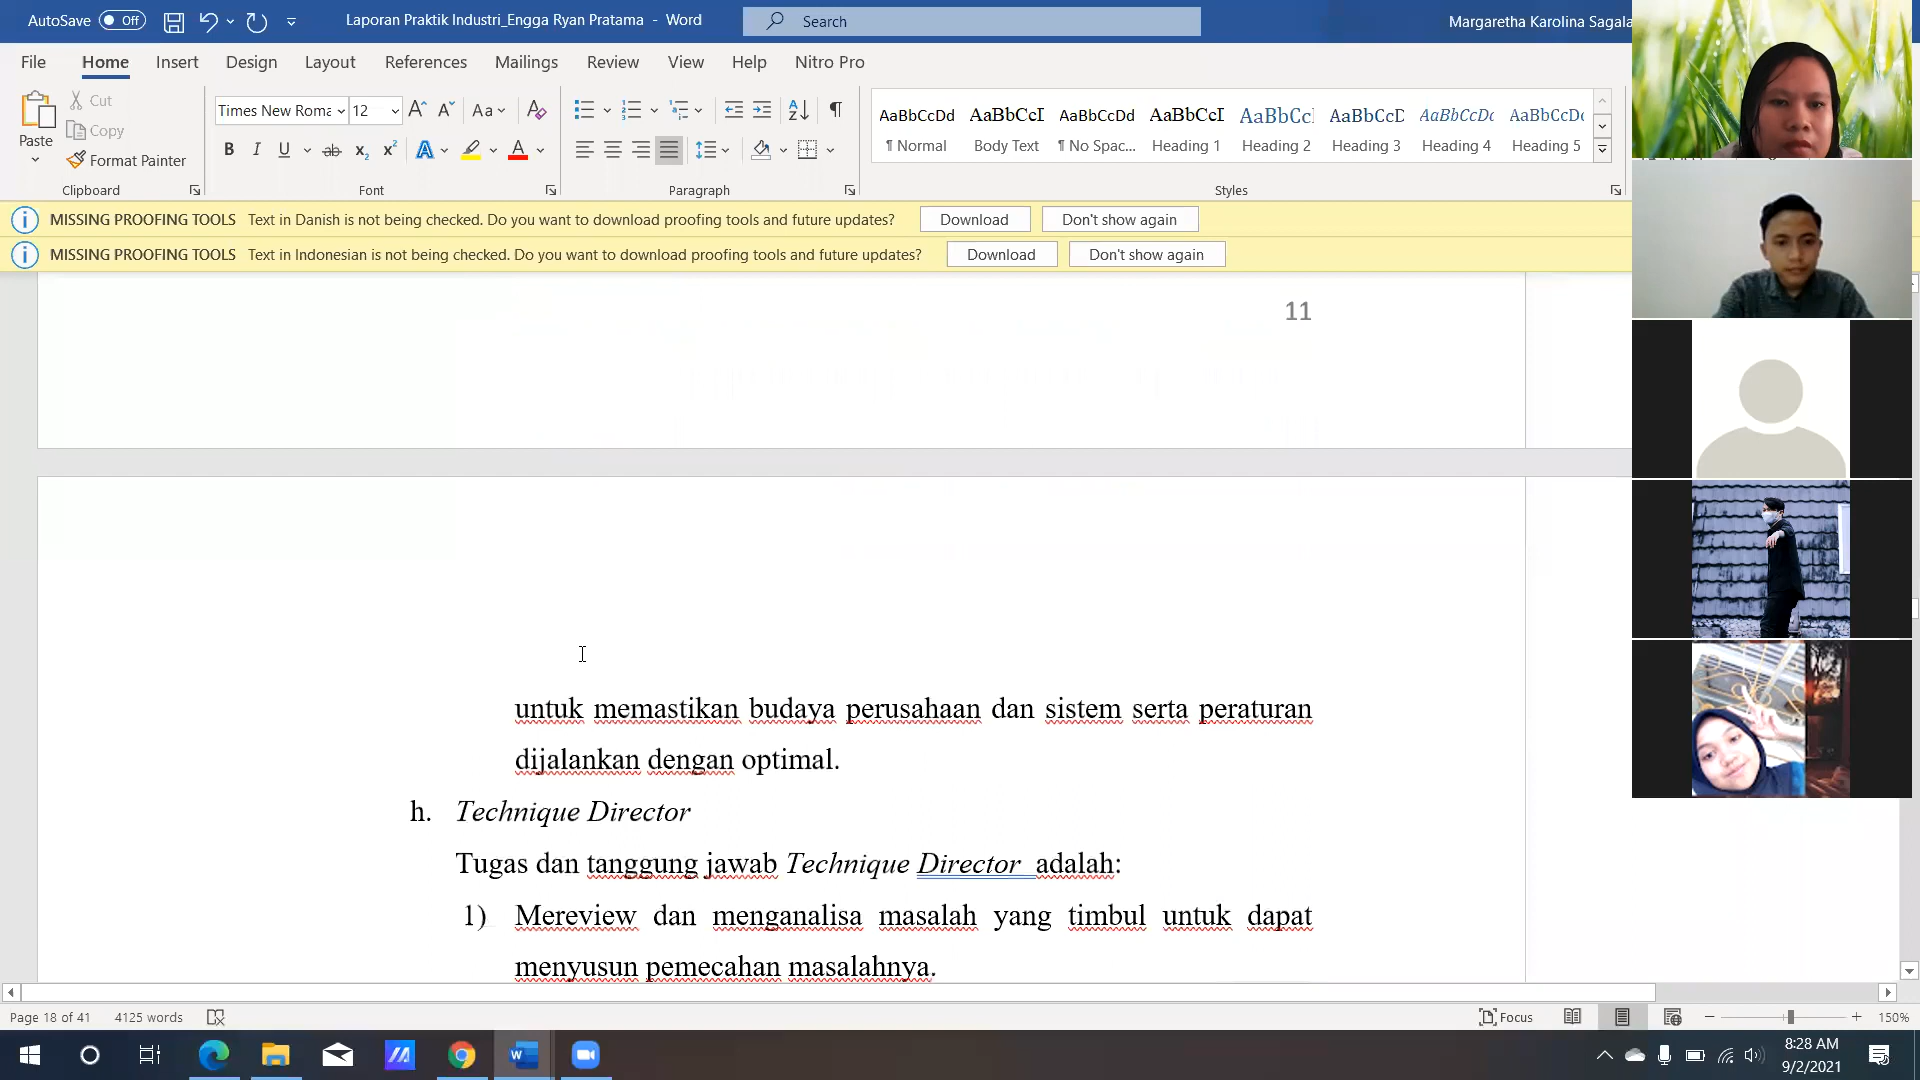 AutoSave Off
Laporan Praktik Industri_Engga Ryan Pratama - Word
Search
Margaretha Karolina Sagala
File Home Insert Design Layout References Mailings Review View Help Nitro Pro
Paste
Cut
Copy
Format Painter
Clipboard
Times New Roma 12
Font
Paragraph
AaBbCcDd AaBbCcI AaBbCcDd AaBbCcI AaBbCc AaBbCcD AaBbCcDd AaBbCcDd
¶ Normal Body Text ¶ No Spac... Heading 1 Heading 2 Heading 3 Heading 4 Heading 5
Styles
MISSING PROOFING TOOLS Text in Danish is not being checked. Do you want to download proofing tools and future updates? Download Don't show again
MISSING PROOFING TOOLS Text in Indonesian is not being checked. Do you want to download proofing tools and future updates? Download Don't show again
11
untuk memastikan budaya perusahaan dan sistem serta peraturan
dijalankan dengan optimal.
h. Technique Director
Tugas dan tanggung jawab Technique Director adalah:
1) Mereview dan menganalisa masalah yang timbul untuk dapat
menyusun pemecahan masalahnya.
Page 18 of 41 4125 words
Focus
150%
8:28 AM
9/2/2021